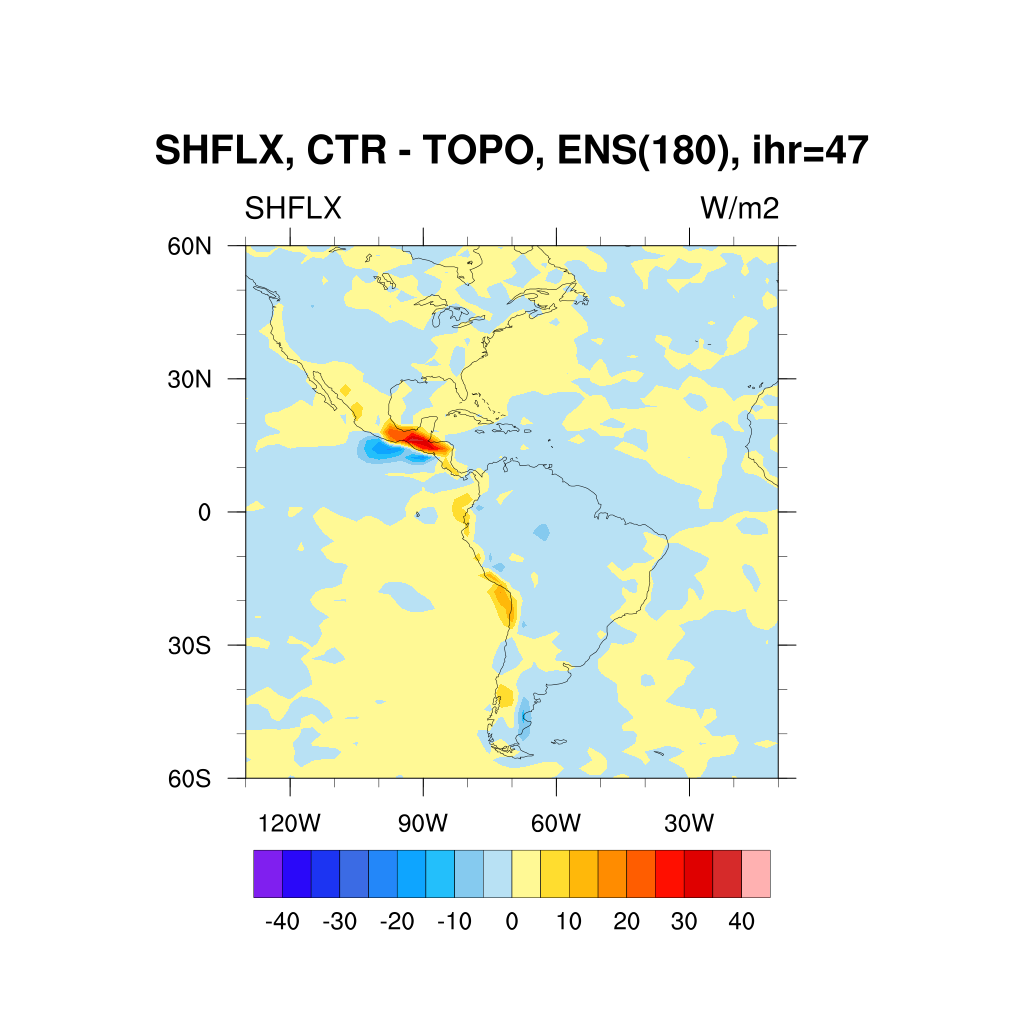 SHFLX, CTR - TOPO, ENS(180), ihr=47
SHFLX W/m2
60N
30N
0
30S
60S
120W 90W 60W 30W
-40 -30 -20 -10 0 10 20 30 40